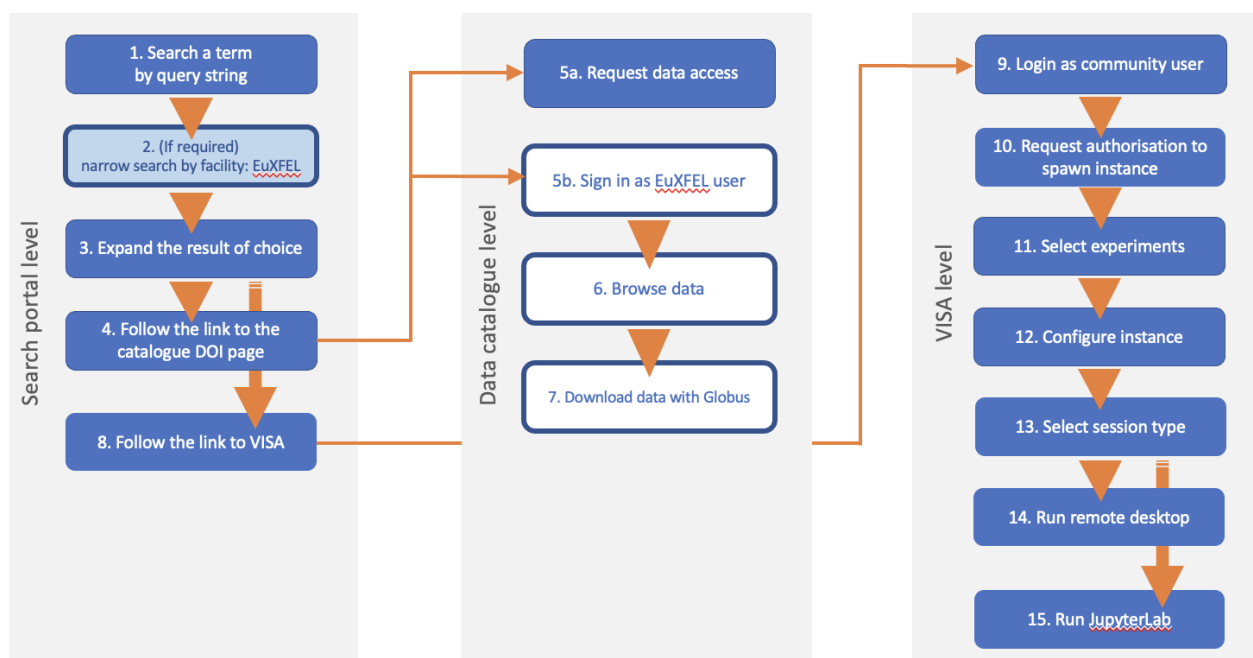 Search portal level
1. Search a term
by query string
2. (If required)
narrow search by facility: EuXFEL
3. Expand the result of choice
4. Follow the link to the
catalogue DOI page
8. Follow the link to VISA
Data catalogue level
5a. Request data access
5b. Sign in as EuXFEL user
6. Browse data
7. Download data with Globus
VISA level
9. Login as community user
10. Request authorisation to
spawn instance
11. Select experiments
12. Configure instance
13. Select session type
14. Run remote desktop
15. Run JupyterLab